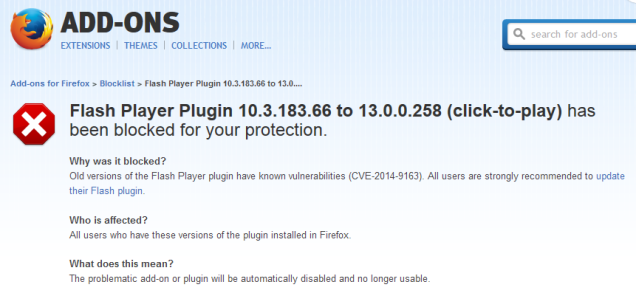 ADD-ONS
EXTENSIONS | THEMES | COLLECTIONS | MORE...
search for add-ons
Add-ons for Firefox > Blocklist > Flash Player Plugin 10.3.183.66 to 13.0....
Flash Player Plugin 10.3.183.66 to 13.0.0.258 (click-to-play) has
been blocked for your protection.
Why was it blocked?
Old versions of the Flash Player plugin have known vulnerabilities (CVE-2014-9163). All users are strongly recommended to update
their Flash plugin.
Who is affected?
All users who have these versions of the plugin installed in Firefox.
What does this mean?
The problematic add-on or plugin will be automatically disabled and no longer usable.